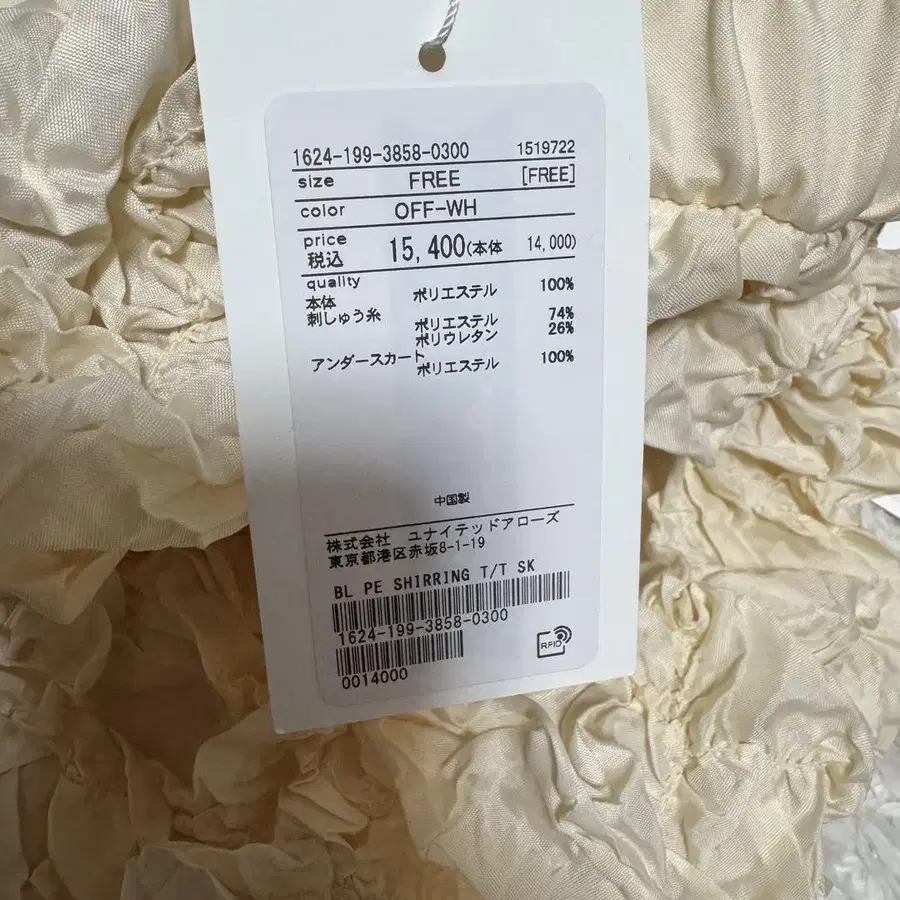 1624-199-3858-0300 1519722
size FREE [FREE]
color OFF-WH
price
税込 15,400(本体 14,000)
quality
本体 ポリエステル 100%
刺しゅう糸 ポリエステル 74%
ポリウレタン 26%
アンダースカート ポリエステル 100%
中国製
株式会社 ユナイテッドアローズ
東京都港区赤坂8-1-19
BL PE SHIRRING T/T SK
1624-199-3858-0300
RFID
0014000